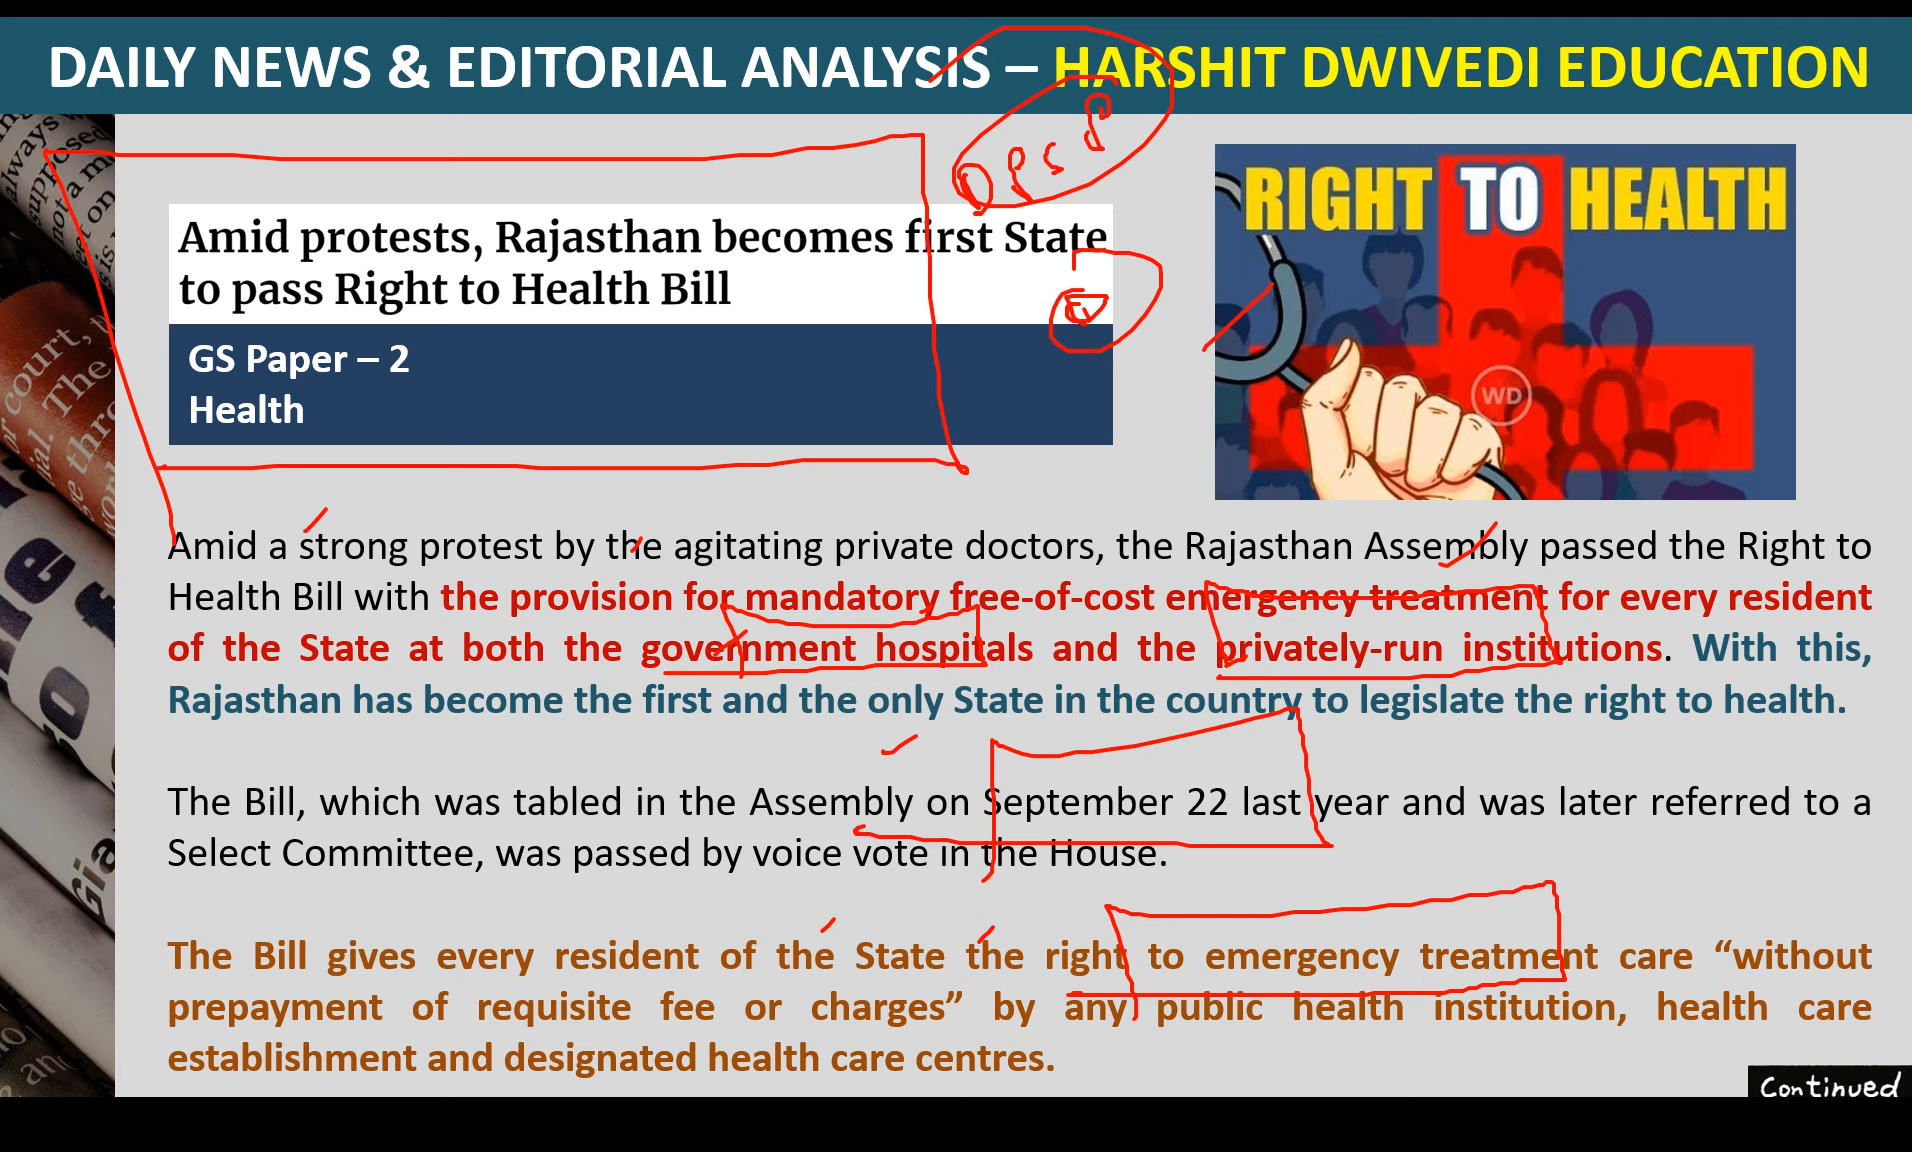 DAILY NEWS & EDITORIAL ANALYSIS – HARSHIT DWIVEDI EDUCATION
Amid protests, Rajasthan becomes first State
to pass Right to Health Bill
GS Paper – 2
Health
RIGHT TO HEALTH
WD
Amid a strong protest by the agitating private doctors, the Rajasthan Assembly passed the Right to
Health Bill with the provision for mandatory free-of-cost emergency treatment for every resident
of the State at both the government hospitals and the privately-run institutions. With this,
Rajasthan has become the first and the only State in the country to legislate the right to health.
The Bill, which was tabled in the Assembly on September 22 last year and was later referred to a
Select Committee, was passed by voice vote in the House.
The Bill gives every resident of the State the right to emergency treatment care “without
prepayment of requisite fee or charges” by any public health institution, health care
establishment and designated health care centres.
Continued